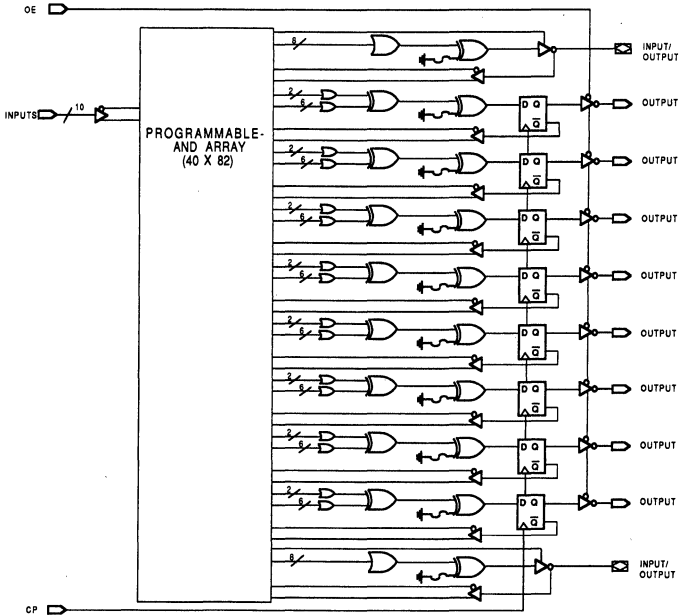 OE
8
INPUT/
OUTPUT
INPUTS
10
PROGRAMMABLE-
AND ARRAY
(40 X 82)
2
6
D Q
Q
OUTPUT
2
6
D Q
Q
OUTPUT
2
6
D Q
Q
OUTPUT
2
6
D Q
Q
OUTPUT
2
6
D Q
Q
OUTPUT
2
6
D Q
Q
OUTPUT
2
6
D Q
Q
OUTPUT
2
6
D Q
Q
OUTPUT
8
INPUT/
OUTPUT
CP